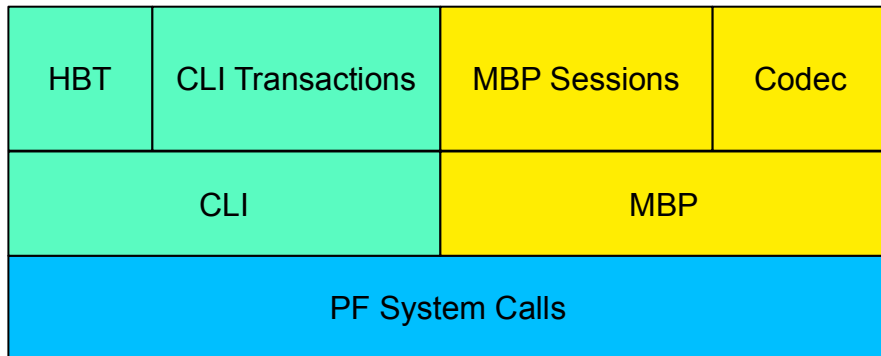 HBT
CLI Transactions
MBP Sessions
Codec
CLI
MBP
PF System Calls